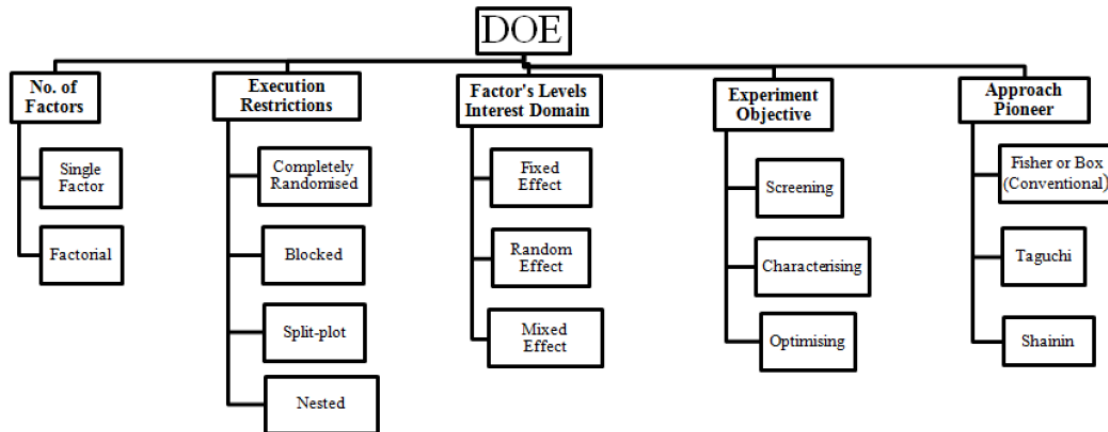 DOE
No. of
Factors
Single
Factor
Factorial
Execution
Restrictions
Completely
Randomised
Blocked
Split-plot
Nested
Factor's Levels
Interest Domain
Fixed
Effect
Random
Effect
Mixed
Effect
Experiment
Objective
Screening
Characterising
Optimising
Approach
Pioneer
Fisher or Box
(Conventional)
Taguchi
Shainin